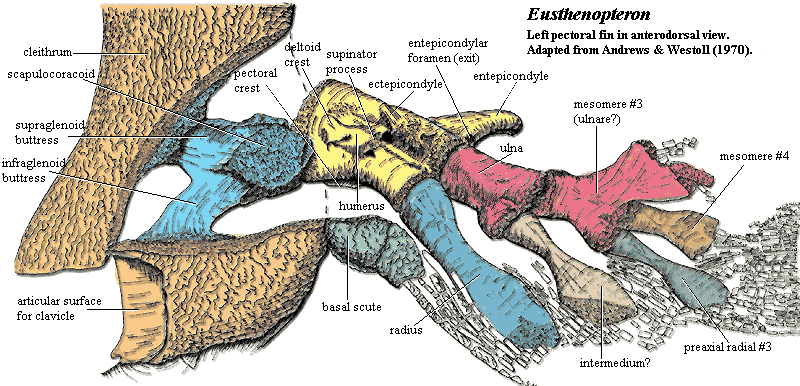 Eusthenopteron
Left pectoral fin in anterodorsal view.
Adapted from Andrews & Westoll (1970).
cleithrum
scapulocoracoid
supraglenoid
buttress
infraglenoid
buttress
articular surface
for clavicle
pectoral
crest
deltoid
crest
supinator
process
ectepicondyle
entepicondylar
foramen (exit)
entepicondyle
humerus
ulna
mesomere #3
(ulnare?)
mesomere #4
basal scute
radius
intermedium?
preaxial radial #3